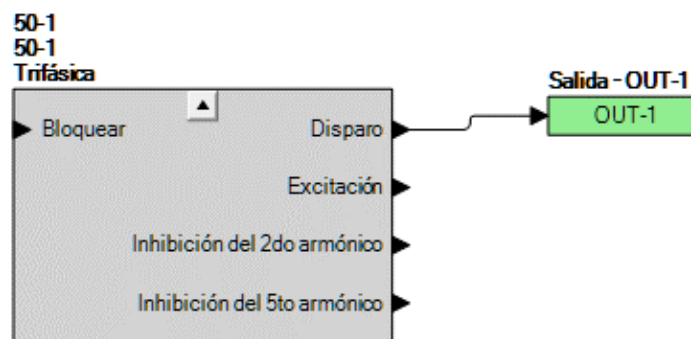 50-1
50-1
Trifásica
Bloquear
Disparo
Excitación
Inhibición del 2do armónico
Inhibición del 5to armónico
Salida - OUT-1
OUT-1